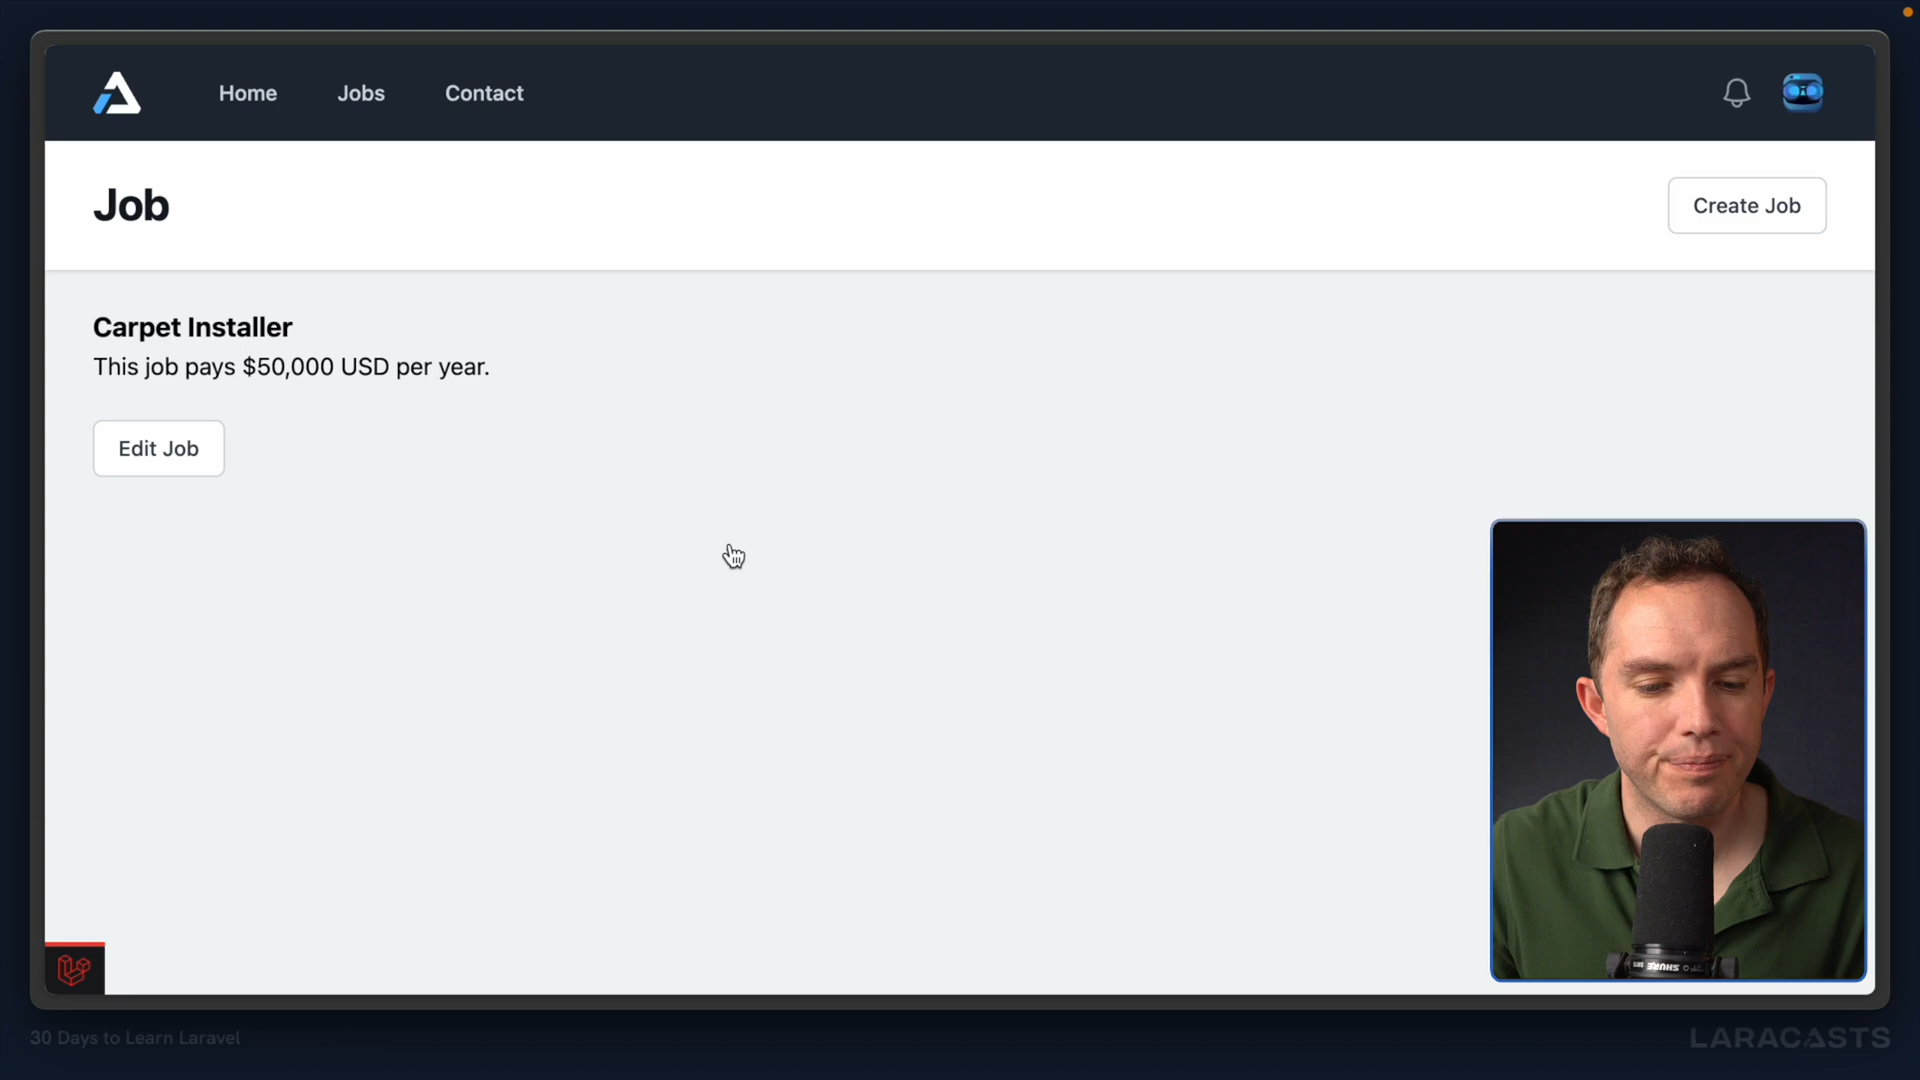 Home
Jobs
Contact
Job
Create Job
Carpet Installer
This job pays $50,000 USD per year.
Edit Job
SHURE
30 Days to Learn Laravel
LARACASTS